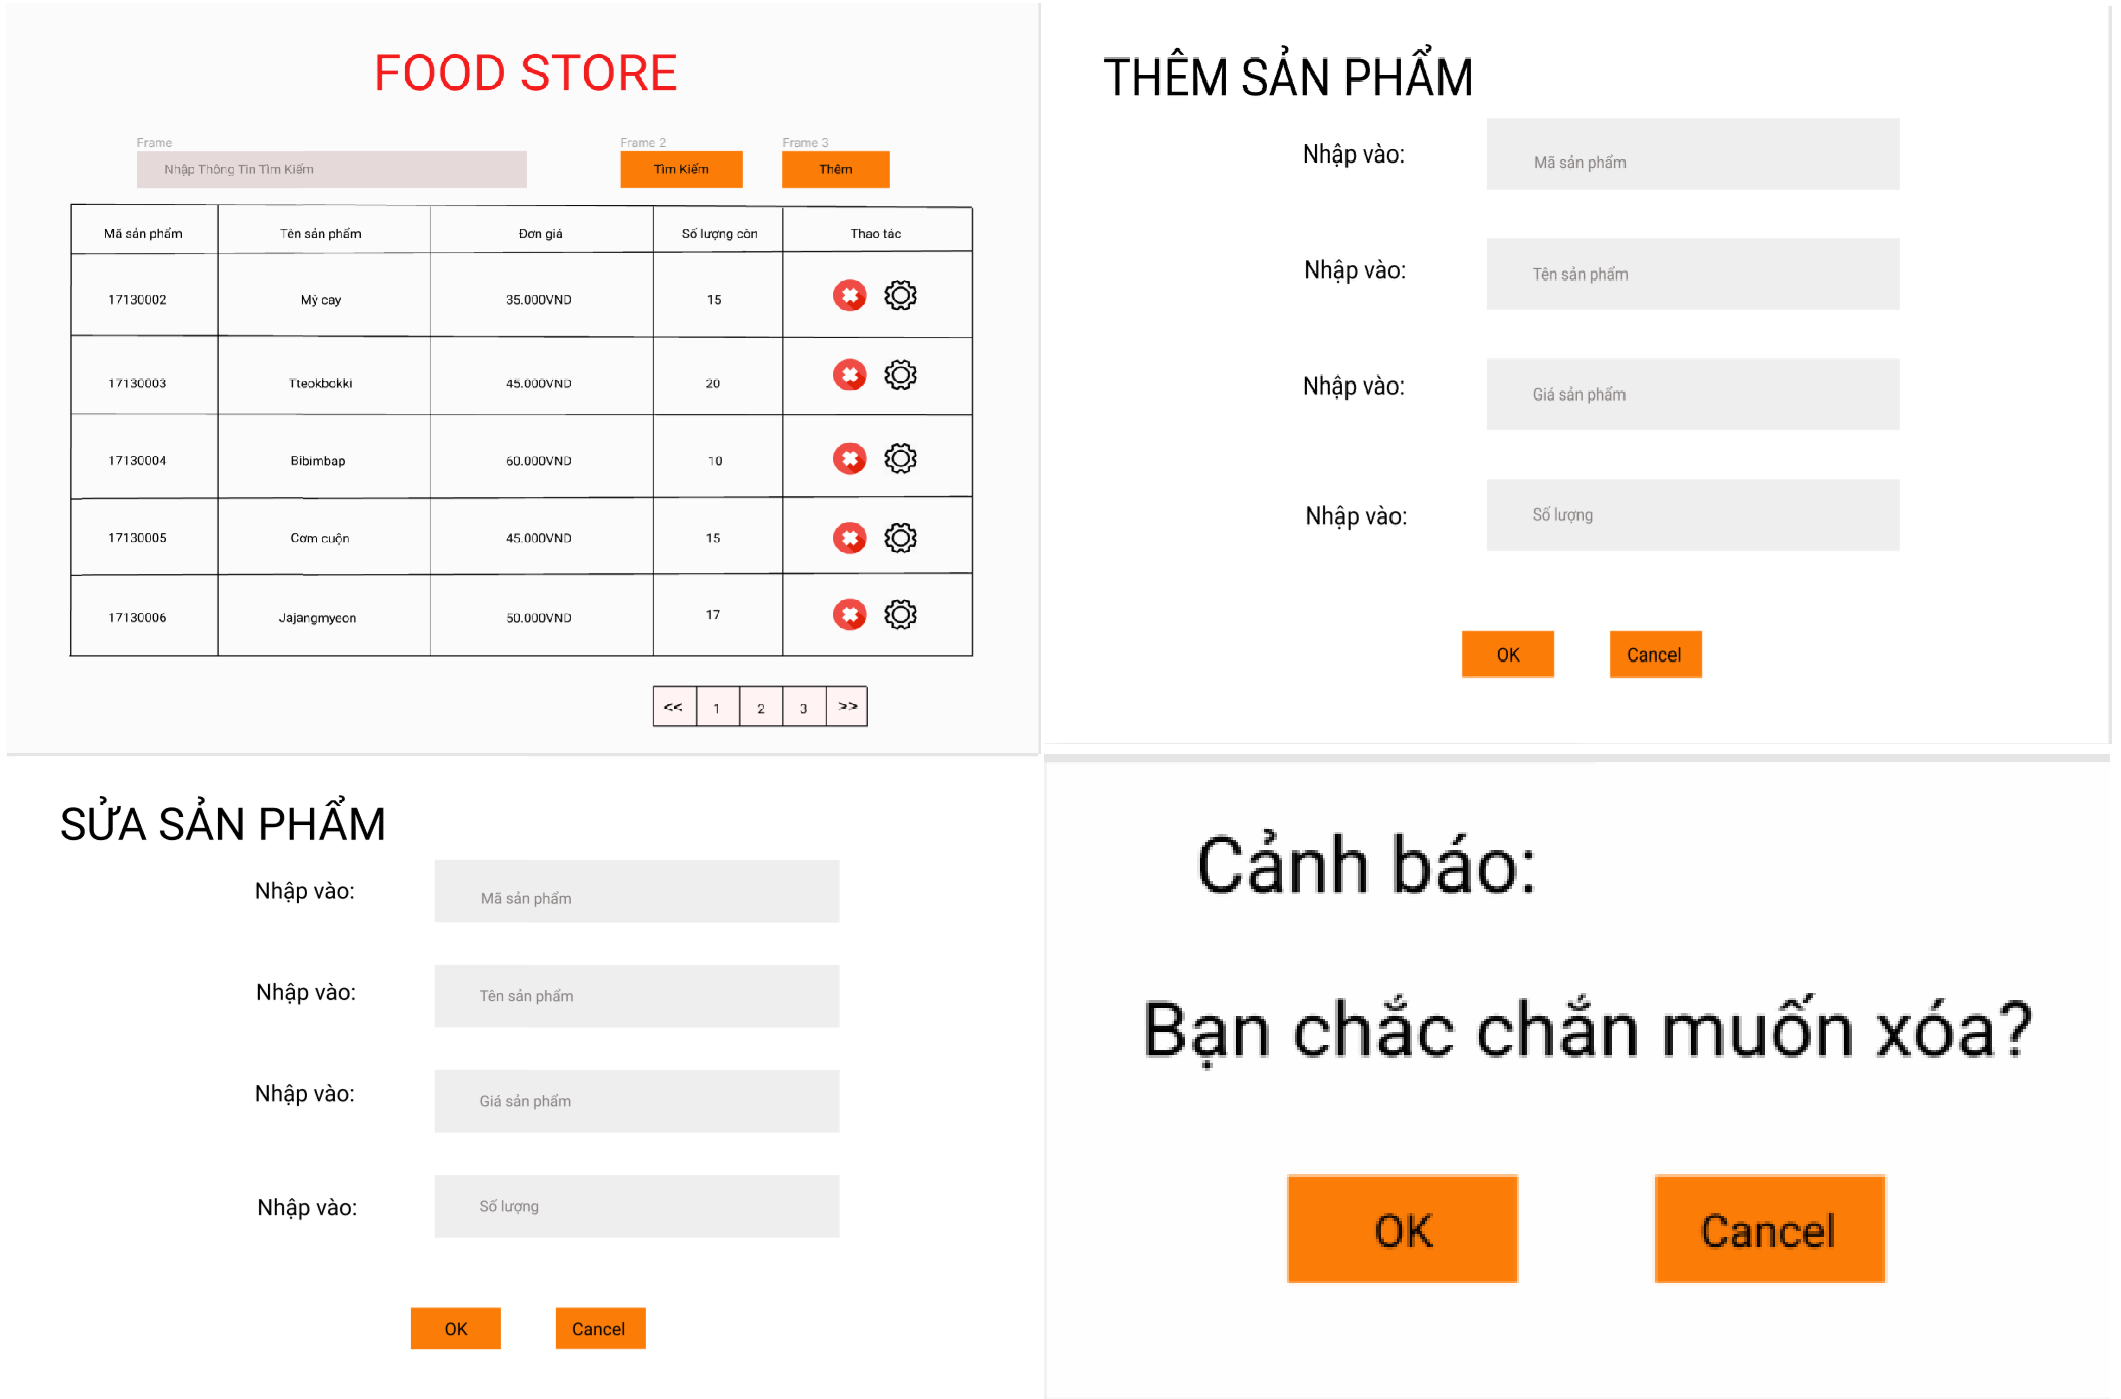 FOOD STORE
Frame
Frame 2
Frame 3
Nhập Thông Tin Tìm Kiếm
Tìm Kiếm
Thêm
Mã sản phẩm Tên sản phẩm Đơn giá Số lượng còn Thao tác
17130002 Mỳ cay 35.000VND 15
17130003 Tteokbokki 45.000VND 20
17130004 Bibimbap 60.000VND 10
17130005 Cơm cuộn 45.000VND 15
17130006 Jajangmyeon 50.000VND 17
<< 1 2 3 >>
THÊM SẢN PHẨM
Nhập vào: Mã sản phẩm
Nhập vào: Tên sản phẩm
Nhập vào: Giá sản phẩm
Nhập vào: Số lượng
OK Cancel
SỬA SẢN PHẨM
Nhập vào: Mã sản phẩm
Nhập vào: Tên sản phẩm
Nhập vào: Giá sản phẩm
Nhập vào: Số lượng
OK Cancel
Cảnh báo:
Bạn chắc chắn muốn xóa?
OK Cancel